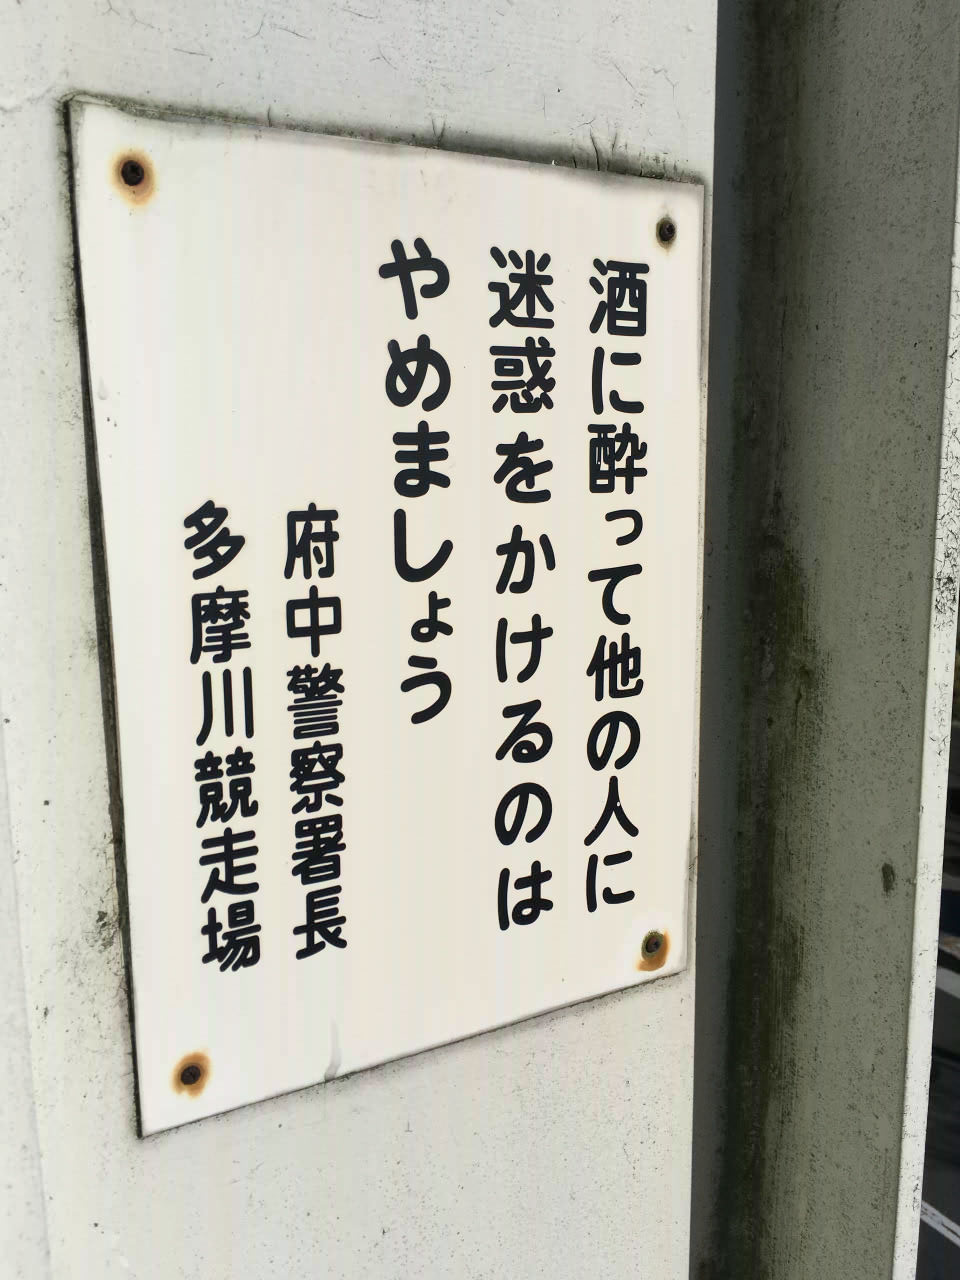 酒に酔って他の人に
迷惑をかけるのは
やめましょう
府中警察署長
多摩川競走場